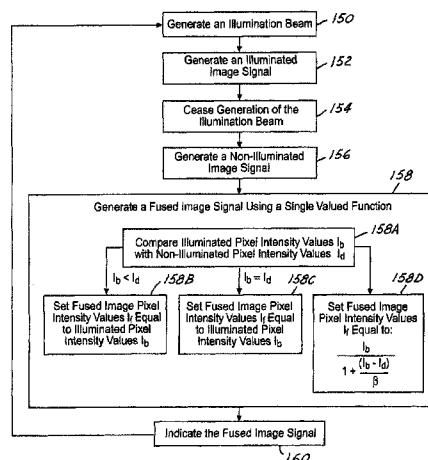 Generate an Illumination Beam
150
Generate an Illuminated
Image Signal
152
Cease Generation of the
Illumination Beam
154
Generate a Non-Illuminated
Image Signal
156
158
Generate a Fused Image Signal Using a Single Valued Function
158A
Compare Illuminated Pixel Intensity Values Ib
with Non-Illuminated Pixel Intensity Values Id
Ib < Id
158B
Ib = Id
158C
158D
Set Fused Image Pixel
Intensity Values If Equal
to Illuminated Pixel
Intensity Values Ib
Set Fused Image Pixel
Intensity Values If Equal
to Illuminated Pixel
Intensity Values Ib
Set Fused Image
Pixel Intensity Values
If Equal to:
Ib
1 + (Ib - Id)
β
Indicate the Fused Image Signal
160